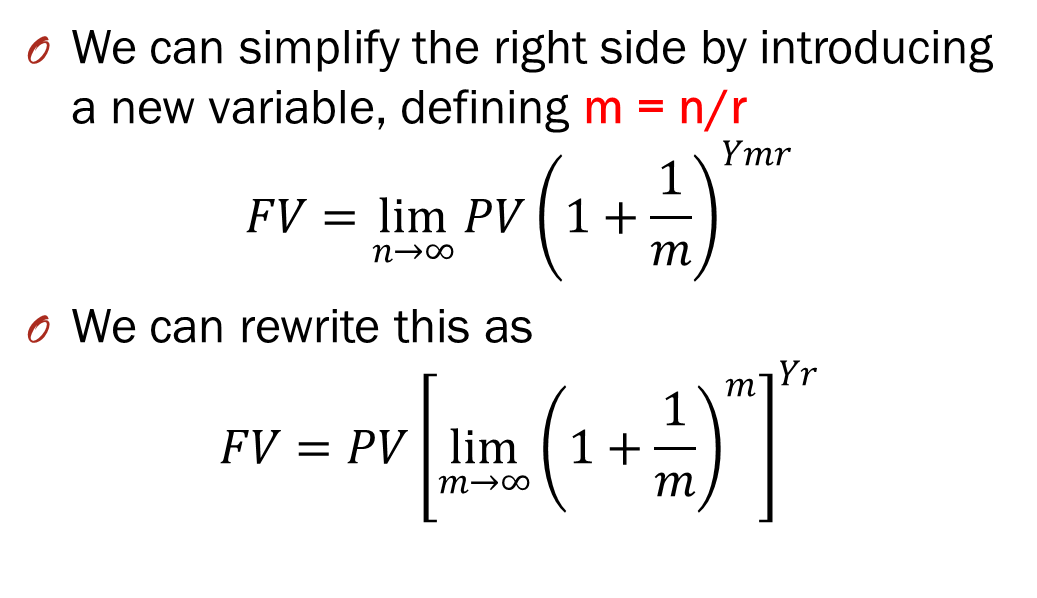 We can simplify the right side by introducing
a new variable, defining m = n/r
FV = lim_{n→∞} PV (1 + 1/m)^{Ymr}
We can rewrite this as
FV = PV [lim_{m→∞} (1 + 1/m)^m]^{Yr}